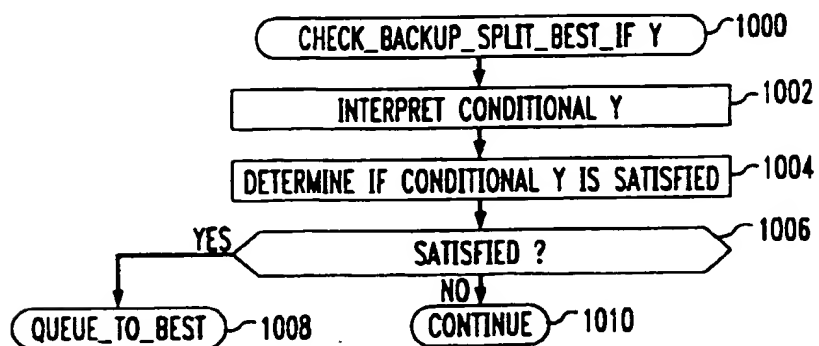 CHECK_BACKUP_SPLIT_BEST_IF Y
1000
INTERPRET CONDITIONAL Y
1002
DETERMINE IF CONDITIONAL Y IS SATISFIED
1004
SATISFIED ?
1006
YES
NO
QUEUE_TO_BEST
1008
CONTINUE
1010